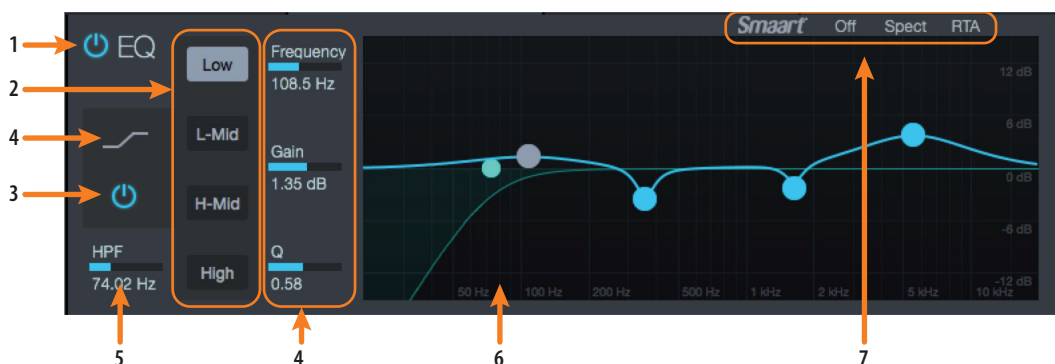 Smaart Off Spect RTA
1
EQ
2
Low
Frequency
108.5 Hz
12 dB
4
L-Mid
Gain
1.35 dB
6 dB
3
H-Mid
0 dB
-6 dB
HPF
74.02 Hz
High
Q
0.58
-12 dB
50 Hz 100 Hz 200 Hz 500 Hz 1 kHz 2 kHz 5 kHz 10 kHz
5 4 6 7